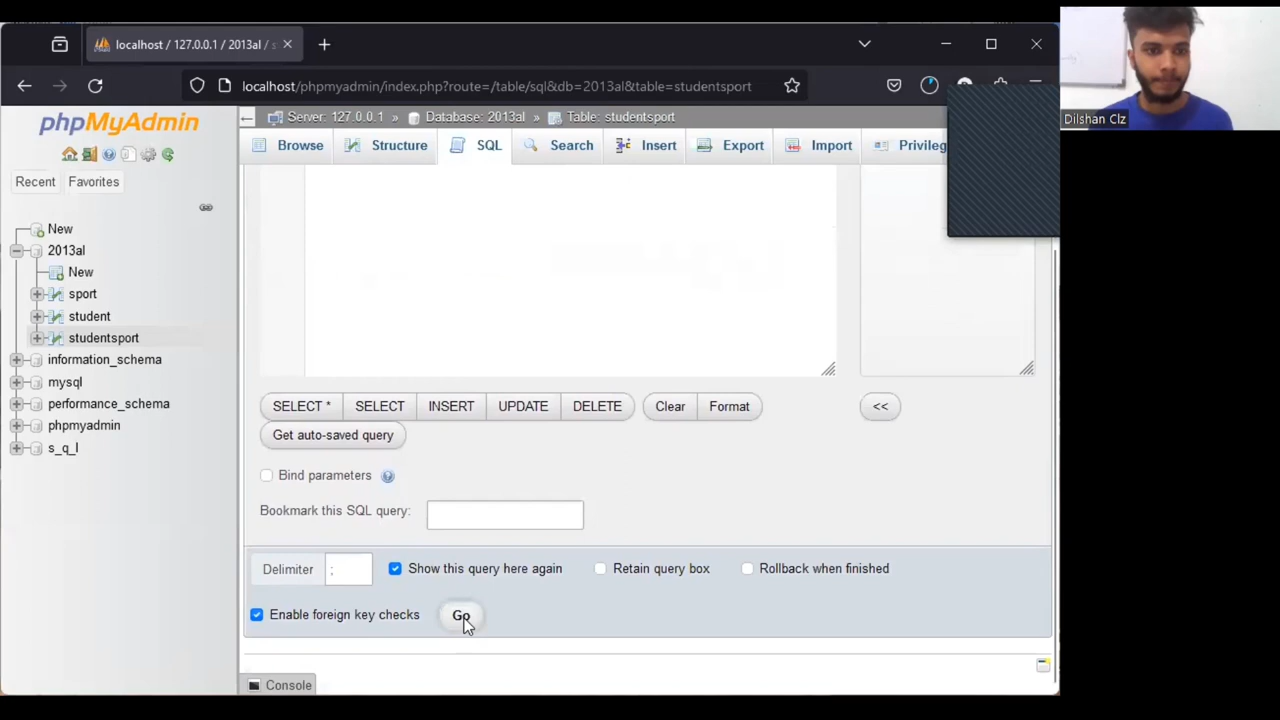 localhost / 127.0.0.1 / 2013al / s
localhost/phpmyadmin/index.php?route=/table/sql&db=2013al&table=studentsport
Dilshan Clz
phpMyAdmin
Server: 127.0.0.1 Database: 2013al Table: studentsport
Browse Structure SQL Search Insert Export Import Privileg
Recent Favorites
New
2013al
New
sport
student
studentsport
information_schema
mysql
performance_schema
phpmyadmin
s_q_l
SELECT * SELECT INSERT UPDATE DELETE Clear Format <<
Get auto-saved query
Bind parameters
Bookmark this SQL query:
Delimiter ; Show this query here again Retain query box Rollback when finished
Enable foreign key checks Go
Console